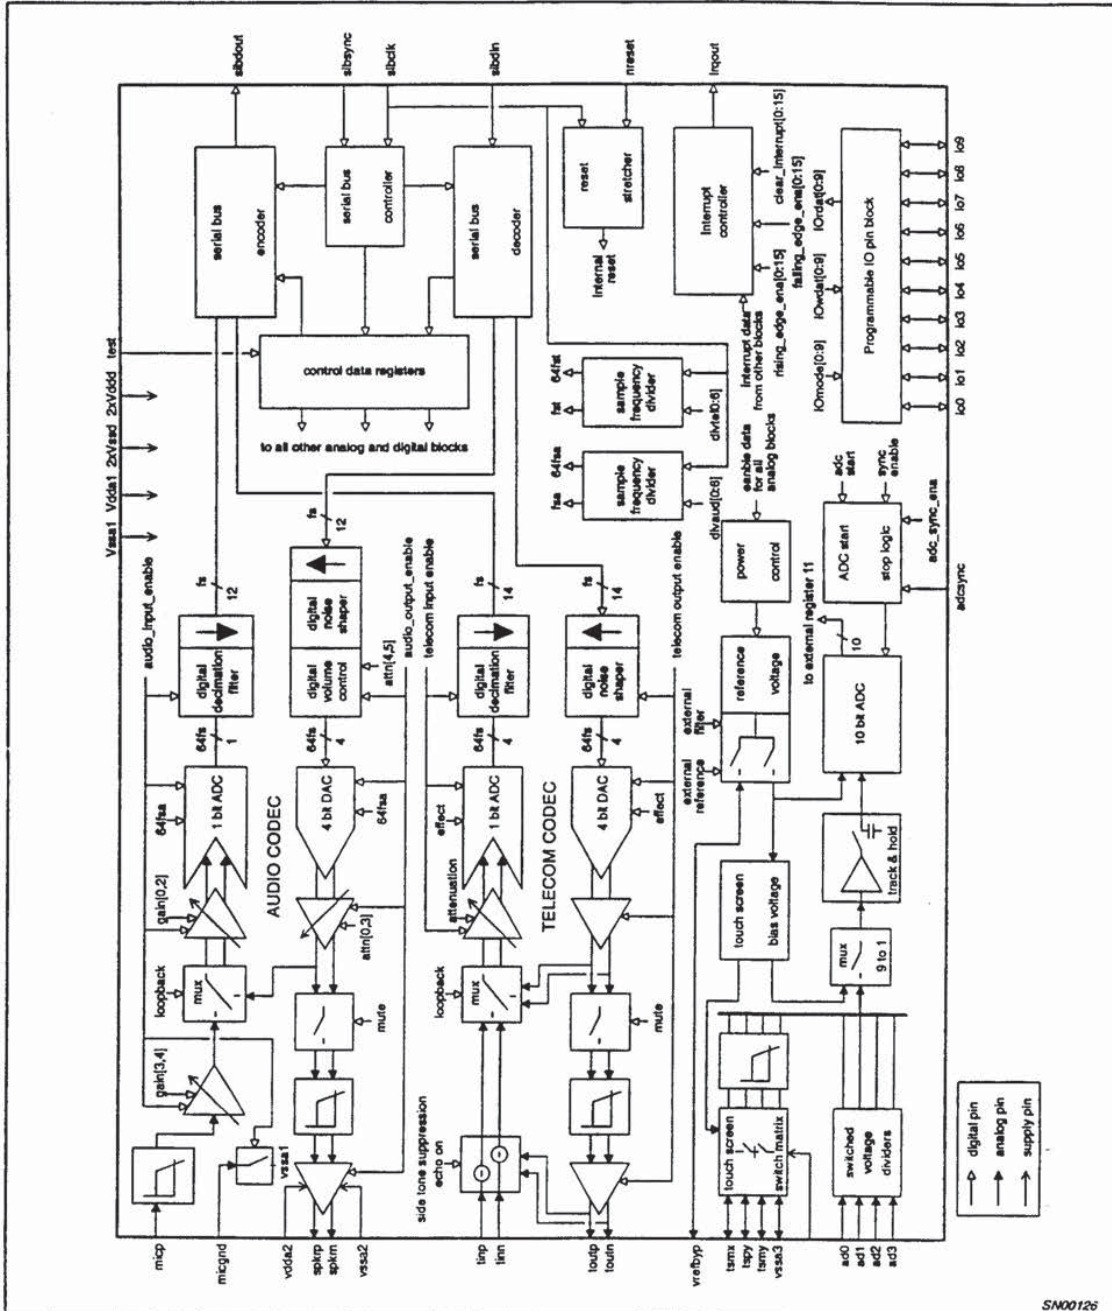 sibdout
sibsync
sibclk
sibdin
nreset
irqout
serial bus
encoder
serial bus
controller
serial bus
decoder
reset
stretcher
internal
reset
Interrupt
controller
clear_interrupt[0:15]
falling_edge_ena[0:15]
rising_edge_ena[0:15]
interrupt data
from other blocks
IOrdat[0:9]
IOwdat[0:9]
IOmode[0:9]
Programmable IO pin block
io9
io8
io7
io6
io5
io4
io3
io2
io1
io0
test
2xVddd
2xVssd
Vdda1
Vssa1
control data registers
to all other analog and digital blocks
64fst
fst
sample
frequency
divider
divtel0:6]
64fsa
fsa
sample
frequency
divider
divaud[0:6]
eanble data
for all
analog blocks
power
control
adc
start
sync
enable
ADC start
stop logic
adc_sync_ena
adcsync
audio_input_enable
fs
12
digital
decimation
filter
64fs
1
1 bit ADC
64fsa
gain[0,2]
loopback
mux
gain[3,4]
vssa1
micp
micgnd
AUDIO CODEC
fs
12
digital
noise
shaper
digital
volume
control
attn[4,5]
64fs
4
4 bit DAC
64fsa
attn[0,3]
mute
audio_output_enable
vdda2
spkrp
spkrn
vssa2
telecom input enable
fs
14
digital
decimation
filter
64fs
4
1 bit ADC
effect
attenuation
loopback
mux
side tone suppression
echo on
tinp
tinn
TELECOM CODEC
fs
14
digital
noise
shaper
64fs
4
4 bit DAC
effect
mute
telecom output enable
toutp
toutn
reference
voltage
external
filter
external
reference
to external register 11
10
10 bit ADC
track & hold
touch screen
bias voltage
mux
9 to 1
touch screen
switch matrix
switched
voltage
dividers
vrefbyp
tsmx
tspy
tsmy
vssa3
ad0
ad1
ad2
ad3
digital pin
analog pin
supply pin
SN00126